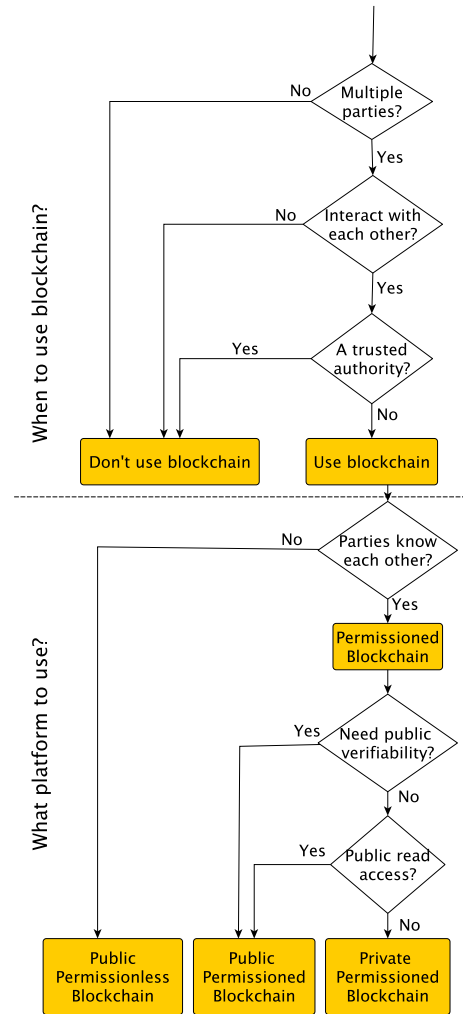 When to use blockchain?
No
Multiple
parties?
Yes
No
Interact with
each other?
Yes
Yes
A trusted
authority?
No
Don't use blockchain
Use blockchain
What platform to use?
No
Parties know
each other?
Yes
Permissioned
Blockchain
Yes
Need public
verifiability?
No
Yes
Public read
access?
No
Public
Permissionless
Blockchain
Public
Permissioned
Blockchain
Private
Permissioned
Blockchain